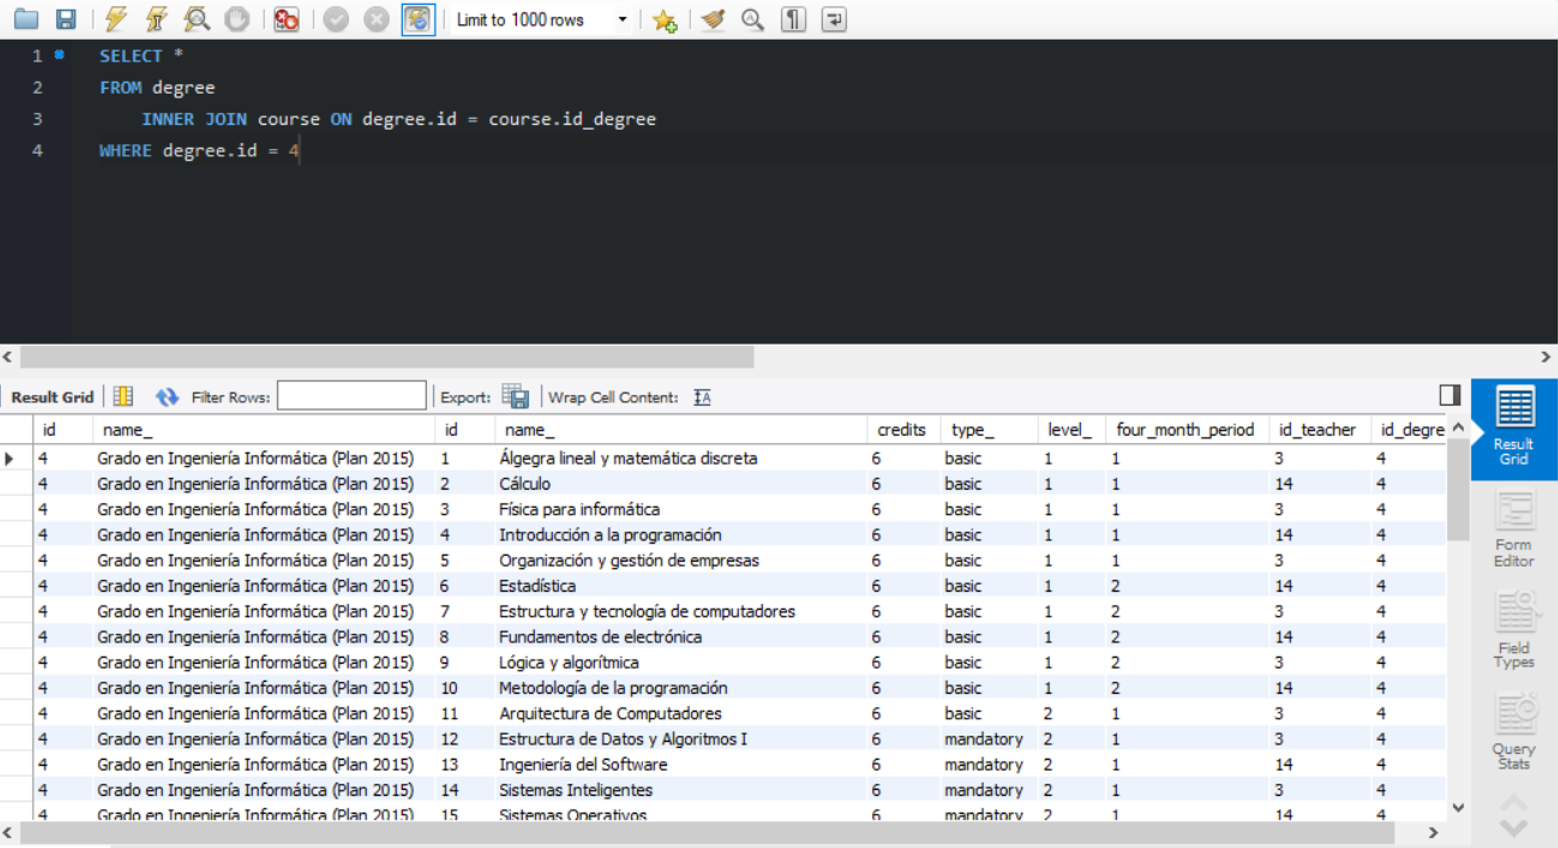 Limit to 1000 rows
1 SELECT *
2 FROM degree
3 INNER JOIN course ON degree.id = course.id_degree
4 WHERE degree.id = 4
Result Grid Filter Rows: Export: Wrap Cell Content: IA
id name_ id name_ credits type_ level_ four_month_period id_teacher id_degre
4 Grado en Ingeniería Informática (Plan 2015) 1 Álgegra lineal y matemática discreta 6 basic 1 1 3 4
4 Grado en Ingeniería Informática (Plan 2015) 2 Cálculo 6 basic 1 1 14 4
4 Grado en Ingeniería Informática (Plan 2015) 3 Física para informática 6 basic 1 1 3 4
4 Grado en Ingeniería Informática (Plan 2015) 4 Introducción a la programación 6 basic 1 1 14 4
4 Grado en Ingeniería Informática (Plan 2015) 5 Organización y gestión de empresas 6 basic 1 1 3 4
4 Grado en Ingeniería Informática (Plan 2015) 6 Estadística 6 basic 1 2 14 4
4 Grado en Ingeniería Informática (Plan 2015) 7 Estructura y tecnología de computadores 6 basic 1 2 3 4
4 Grado en Ingeniería Informática (Plan 2015) 8 Fundamentos de electrónica 6 basic 1 2 14 4
4 Grado en Ingeniería Informática (Plan 2015) 9 Lógica y algorítmica 6 basic 1 2 3 4
4 Grado en Ingeniería Informática (Plan 2015) 10 Metodología de la programación 6 basic 1 2 14 4
4 Grado en Ingeniería Informática (Plan 2015) 11 Arquitectura de Computadores 6 basic 2 1 3 4
4 Grado en Ingeniería Informática (Plan 2015) 12 Estructura de Datos y Algoritmos I 6 mandatory 2 1 3 4
4 Grado en Ingeniería Informática (Plan 2015) 13 Ingeniería del Software 6 mandatory 2 1 14 4
4 Grado en Ingeniería Informática (Plan 2015) 14 Sistemas Inteligentes 6 mandatory 2 1 3 4
4 Grado en Ingeniería Informática (Plan 2015) 15 Sistemas Operativos 6 mandatory 2 1 14 4
Result
Grid
Form
Editor
Field
Types
Query
Stats